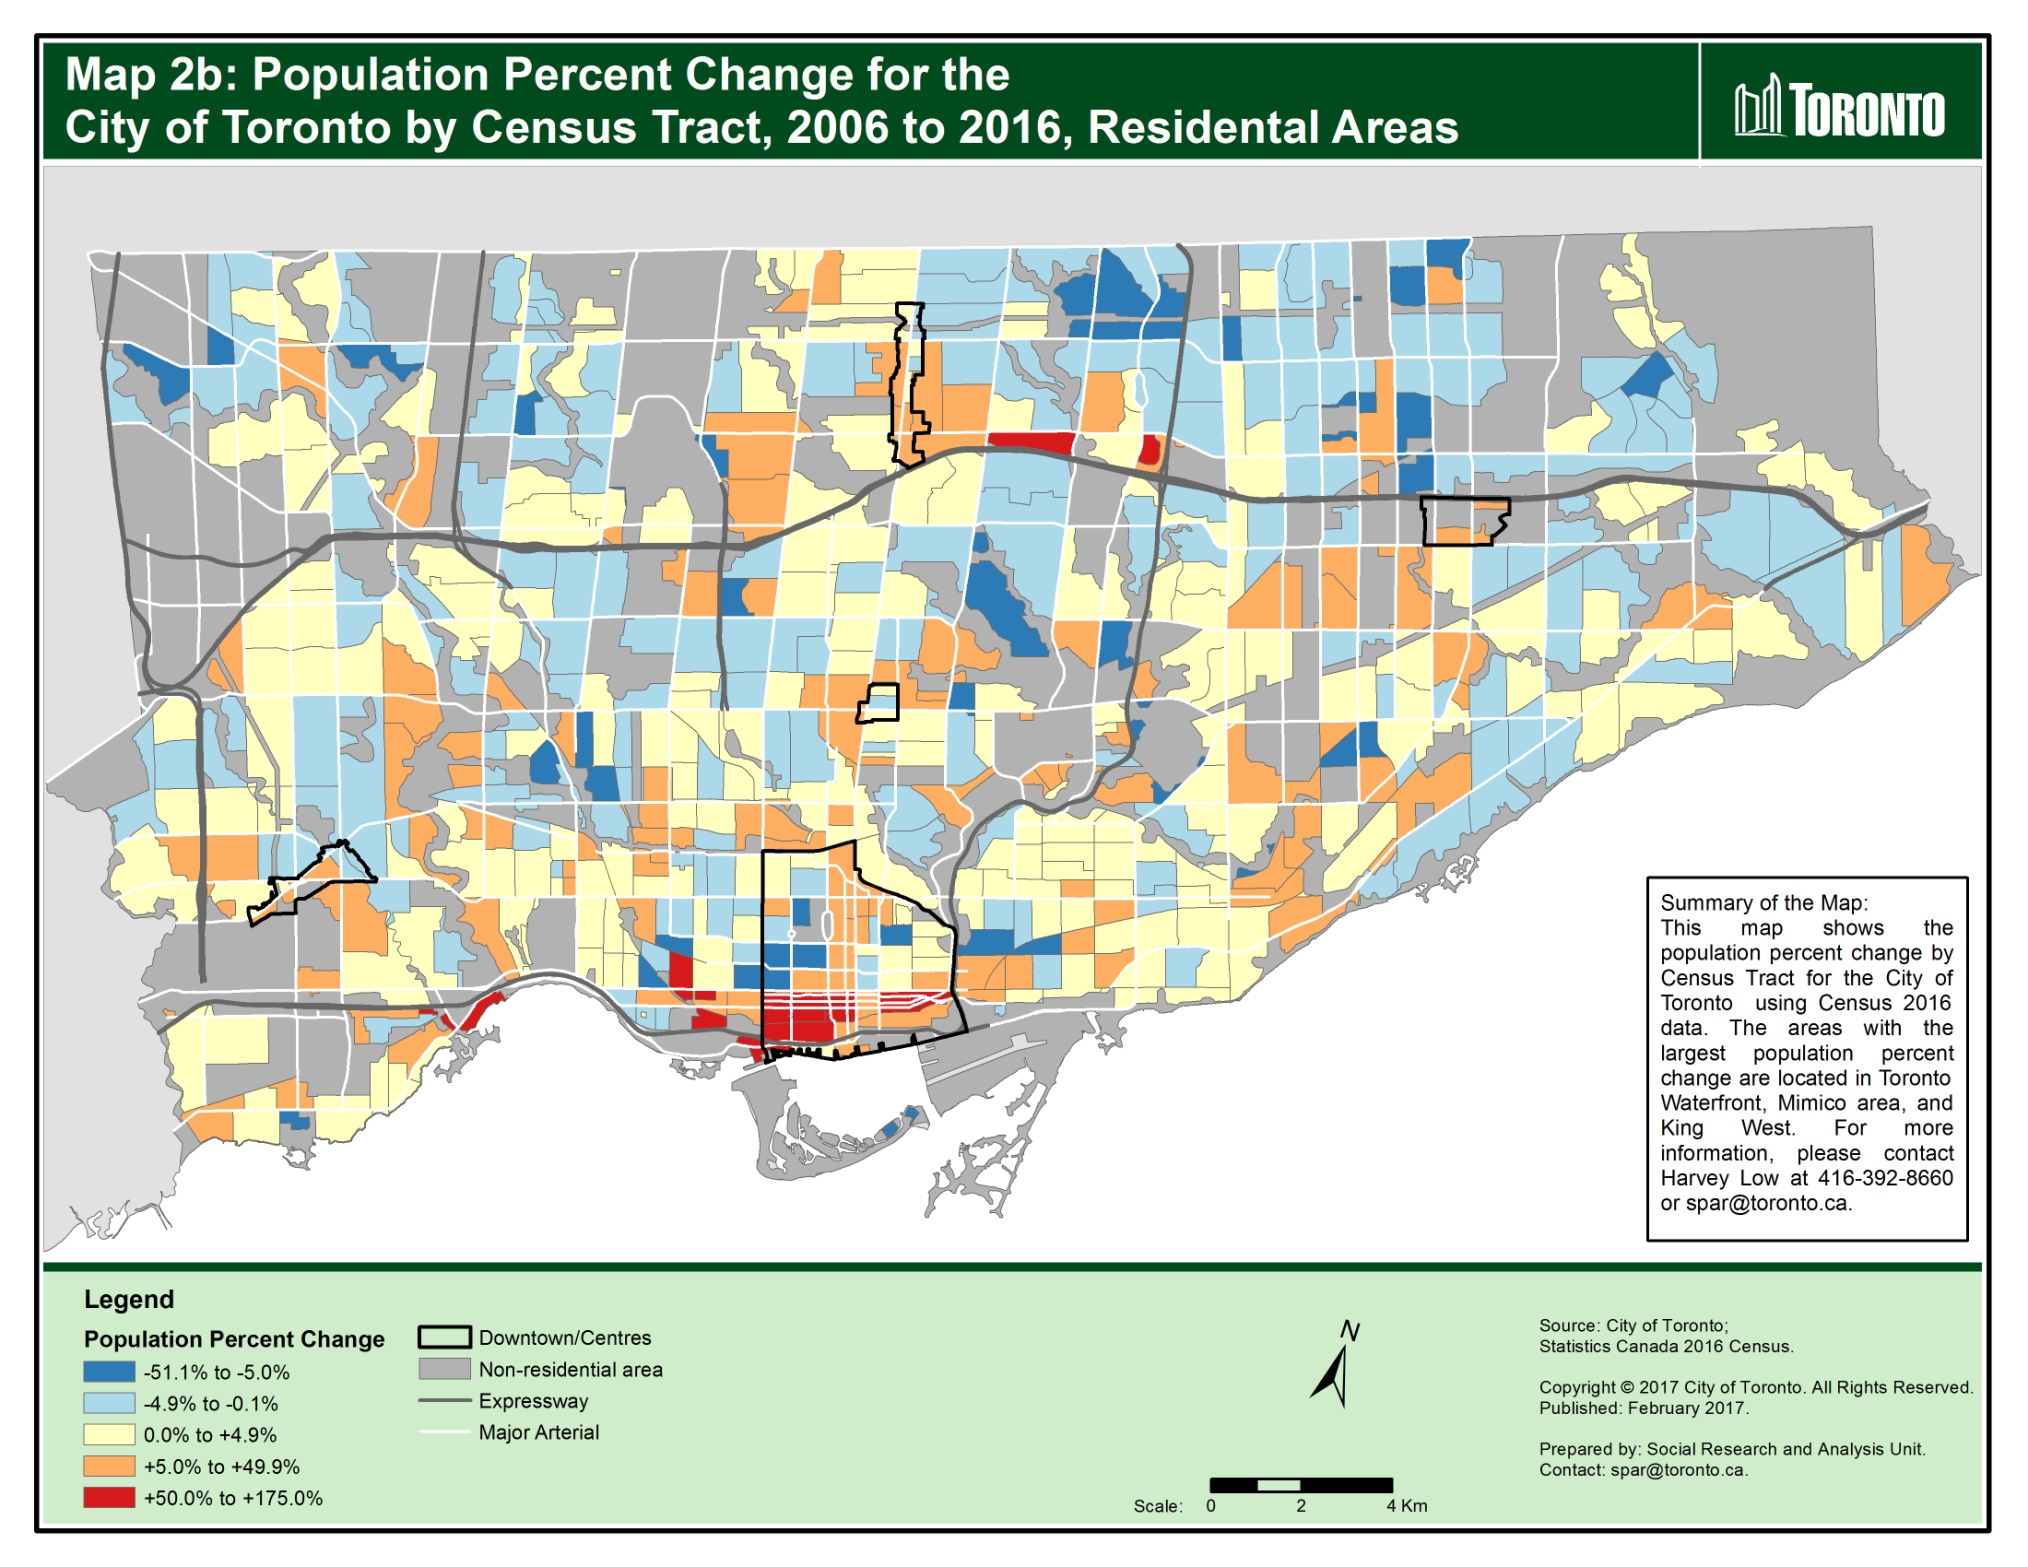 Map 2b: Population Percent Change for the
City of Toronto by Census Tract, 2006 to 2016, Residental Areas
TORONTO
Summary of the Map:
This map shows the
population percent change by
Census Tract for the City of
Toronto using Census 2016
data. The areas with the
largest population percent
change are located in Toronto
Waterfront, Mimico area, and
King West. For more
information, please contact
Harvey Low at 416-392-8660
or spar@toronto.ca.
Legend
Population Percent Change
-51.1% to -5.0%
-4.9% to -0.1%
0.0% to +4.9%
+5.0% to +49.9%
+50.0% to +175.0%
Downtown/Centres
Non-residential area
Expressway
Major Arterial
N
Scale: 0 2 4 Km
Source: City of Toronto;
Statistics Canada 2016 Census.
Copyright © 2017 City of Toronto. All Rights Reserved.
Published: February 2017.
Prepared by: Social Research and Analysis Unit.
Contact: spar@toronto.ca.